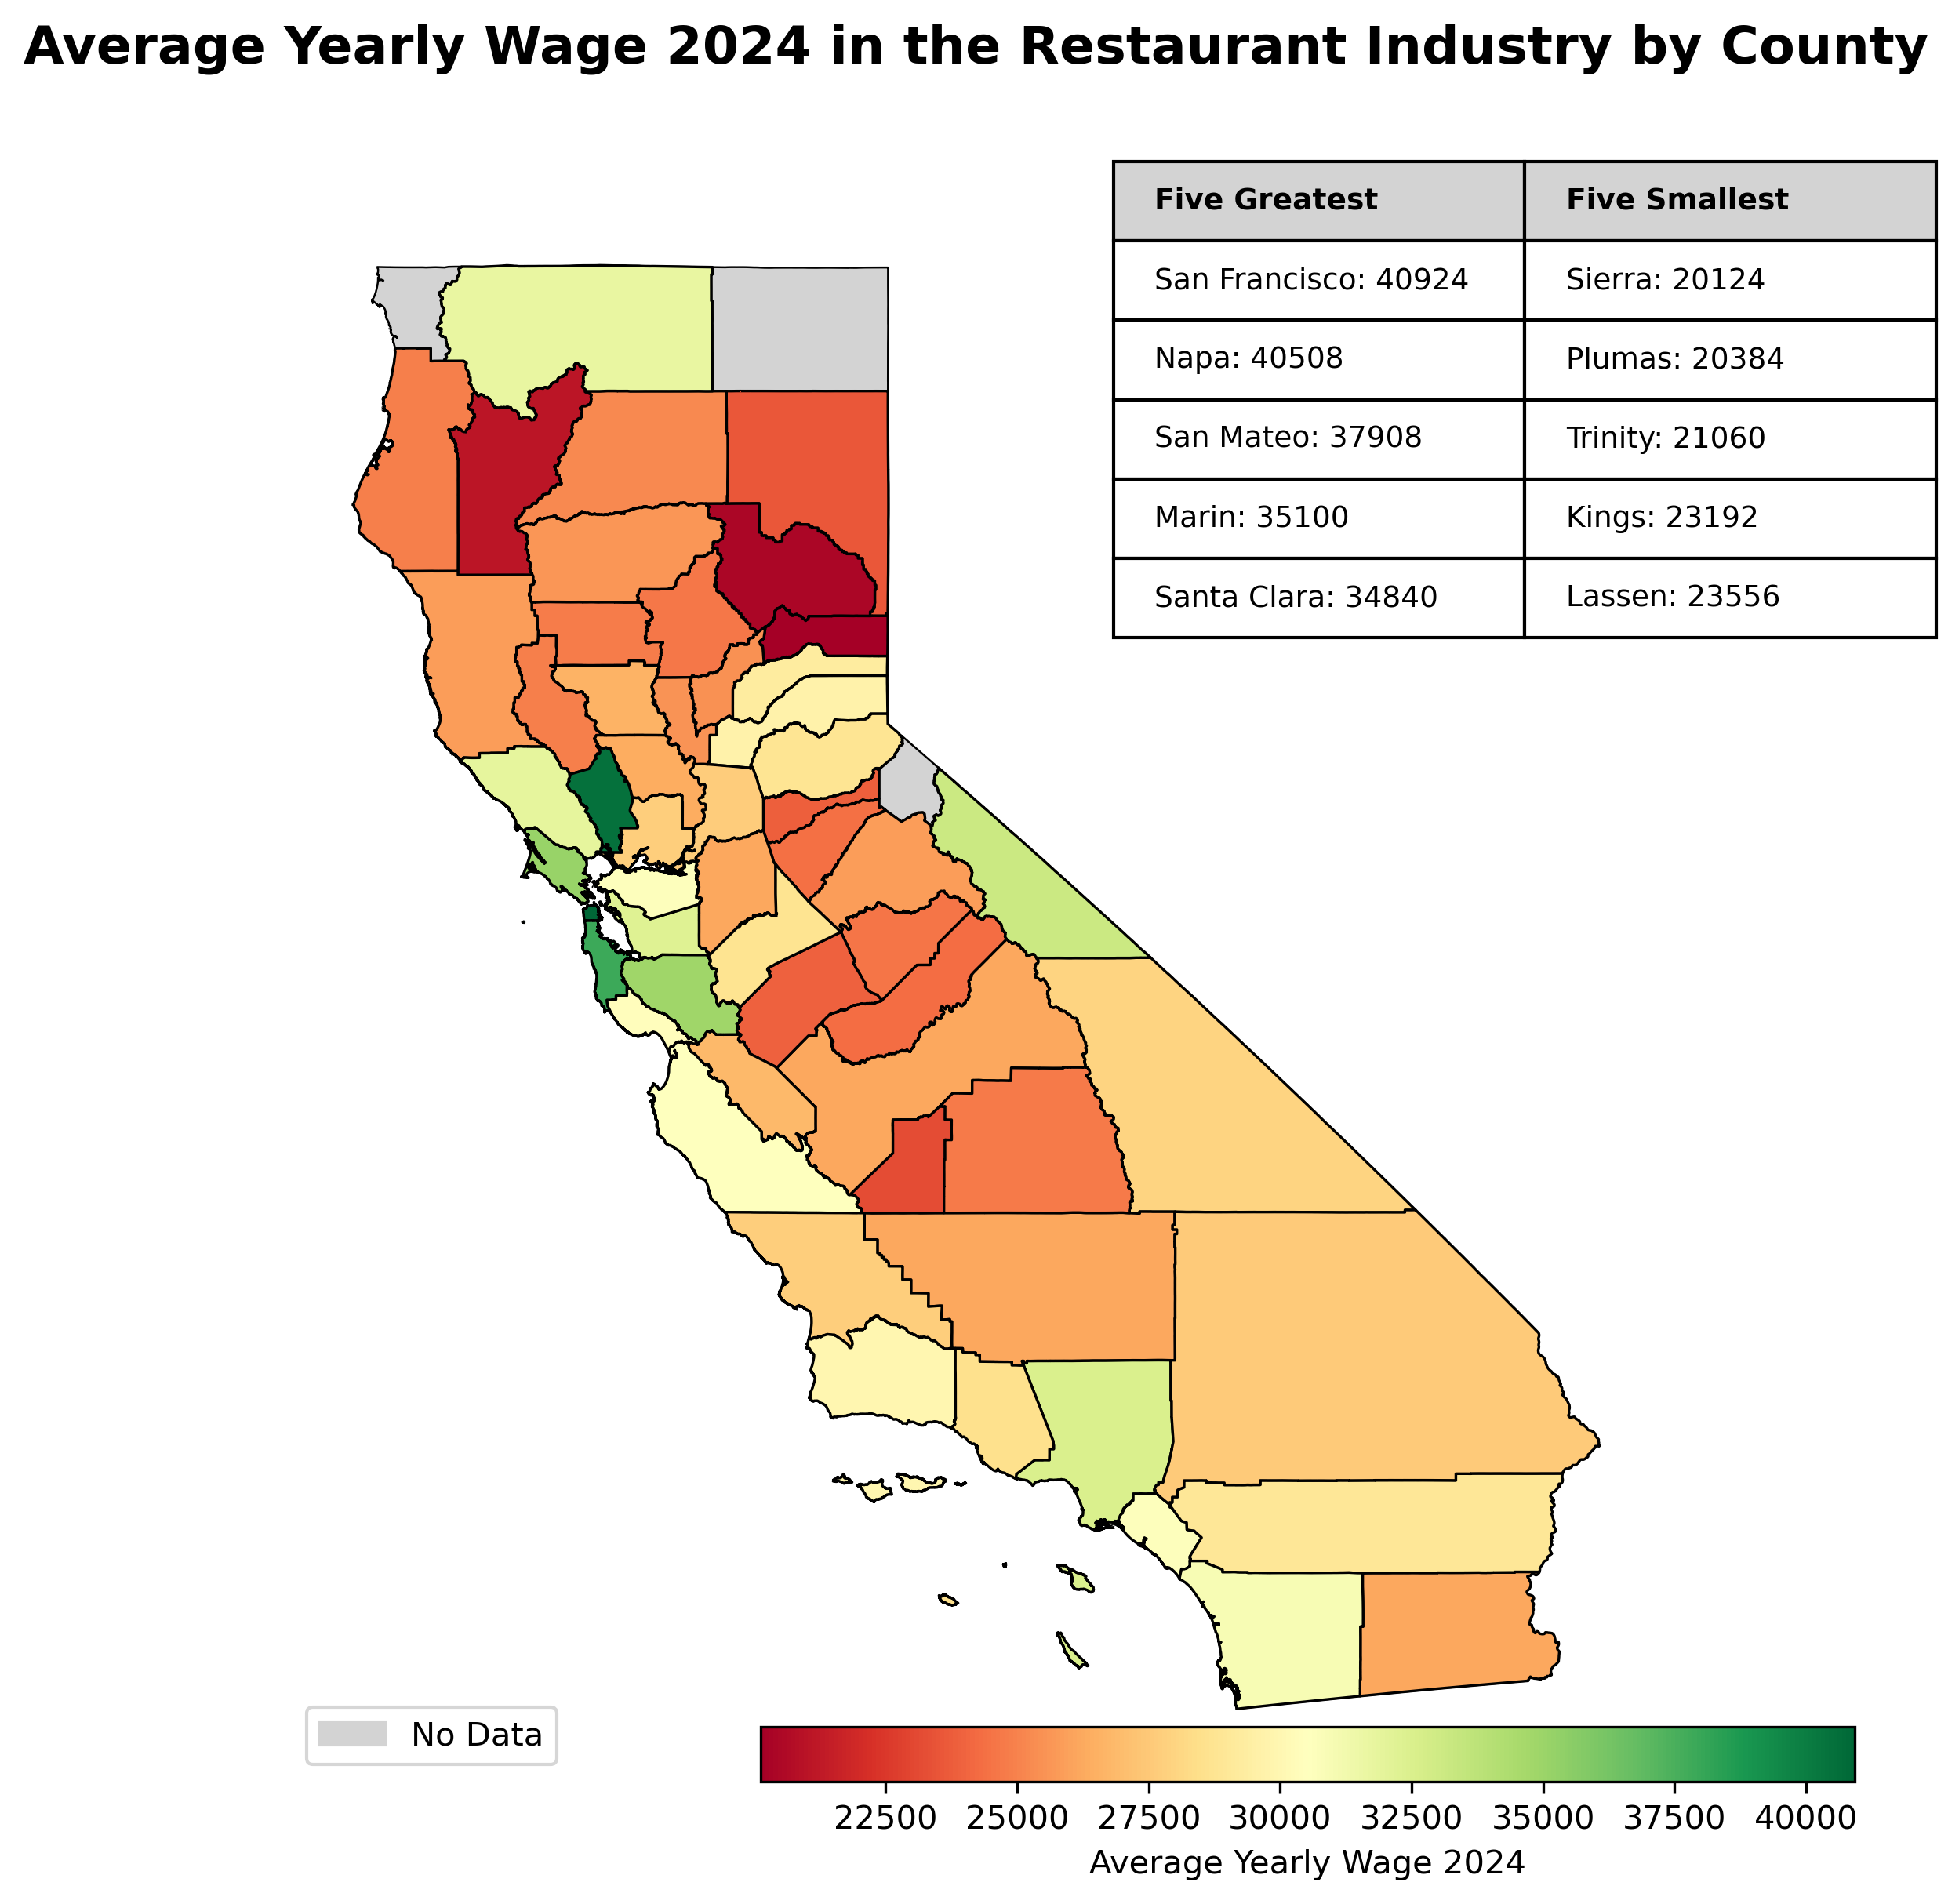 Average Yearly Wage 2024 in the Restaurant Industry by County
Five Greatest Five Smallest
San Francisco: 40924 Sierra: 20124
Napa: 40508 Plumas: 20384
San Mateo: 37908 Trinity: 21060
Marin: 35100 Kings: 23192
Santa Clara: 34840 Lassen: 23556
No Data
22500 25000 27500 30000 32500 35000 37500 40000
Average Yearly Wage 2024